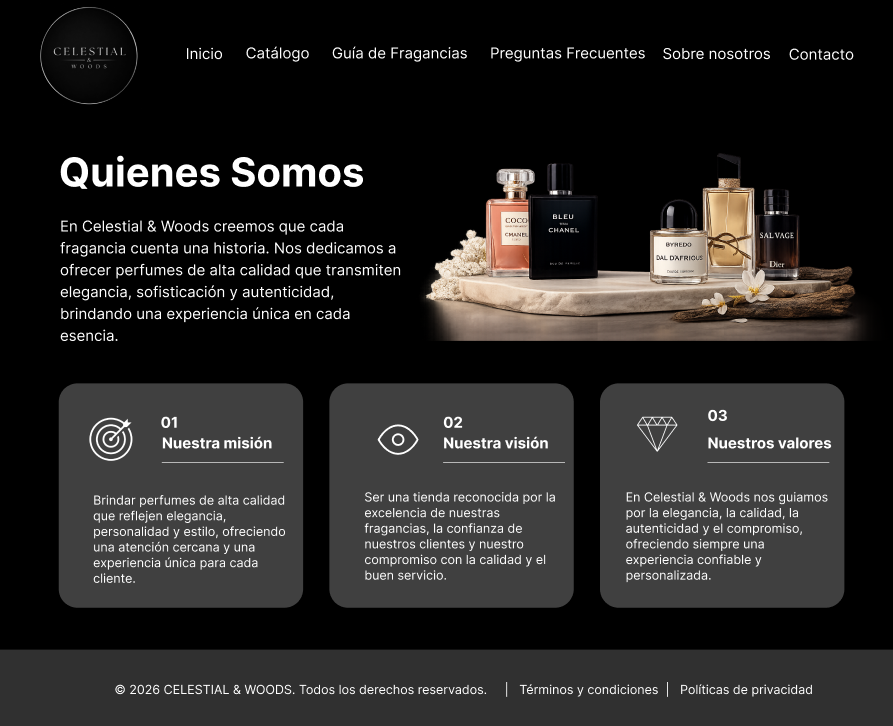 CELESTIAL
&
WOODS
Inicio
Catálogo
Guía de Fragancias
Preguntas Frecuentes
Sobre nosotros
Contacto
Quienes Somos
En Celestial & Woods creemos que cada
fragancia cuenta una historia. Nos dedicamos a
ofrecer perfumes de alta calidad que transmiten
elegancia, sofisticación y autenticidad,
brindando una experiencia única en cada
esencia.
COCO
CHANEL
BLEU
CHANEL
BYREDO
BAL D'AFRIQUE
SALVAGE
Dior
01
Nuestra misión
Brindar perfumes de alta calidad
que reflejen elegancia,
personalidad y estilo, ofreciendo
una atención cercana y una
experiencia única para cada
cliente.
02
Nuestra visión
Ser una tienda reconocida por la
excelencia de nuestras
fragancias, la confianza de
nuestros clientes y nuestro
compromiso con la calidad y el
buen servicio.
03
Nuestros valores
En Celestial & Woods nos guiamos
por la elegancia, la calidad, la
autenticidad y el compromiso,
ofreciendo siempre una
experiencia confiable y
personalizada.
© 2026 CELESTIAL & WOODS. Todos los derechos reservados.
Términos y condiciones
Políticas de privacidad